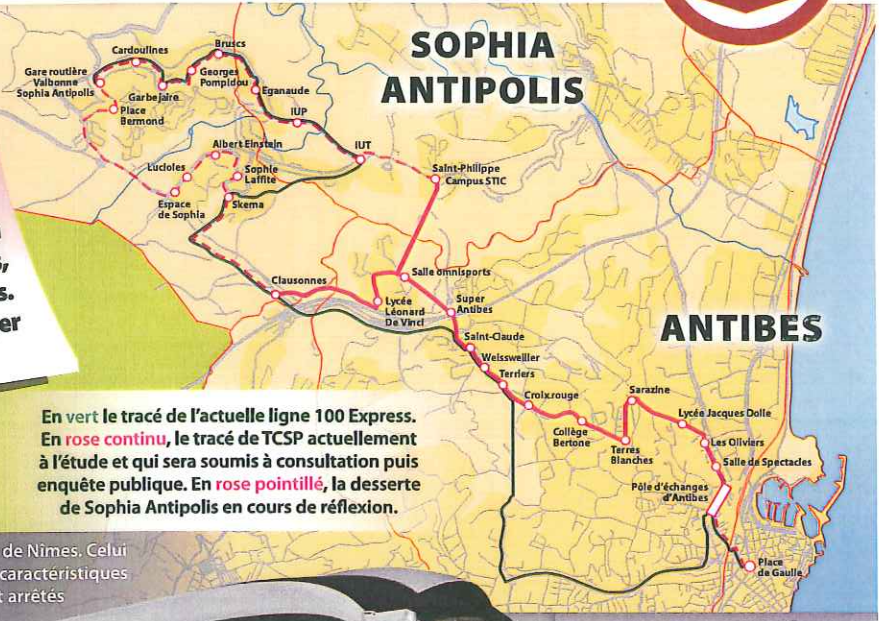 SOPHIA
ANTIPOLIS
Cardoulines
Bruscs
Gare routière
Valbonne
Sophia Antipolis
Georges
Pompidou
Garbejaire
Eganaude
Place
Bermond
IUP
Albert Einstein
IUT
Lucioles
Sophie
Laffite
Saint-Philippe
Campus STIC
Espace
de Sophia
Skema
s.
er
Clausonnes
Salle omnisports
Lycée
Léonard
De Vinci
Super
Antibes
ANTIBES
Saint-Claude
Weissweiller
Terriers
Croix rouge
Sarazine
Collège
Bertone
Lycée Jacques Dolle
Terres
Blanches
Les Oliviers
Salle de Spectacles
Pôle d'échanges
d'Antibes
Place
de Gaulle
En vert le tracé de l'actuelle ligne 100 Express.
En rose continu, le tracé de TCSP actuellement
à l'étude et qui sera soumis à consultation puis
enquête publique. En rose pointillé, la desserte
de Sophia Antipolis en cours de réflexion.
de Nîmes. Celui
caractéristiques
t arrêtés